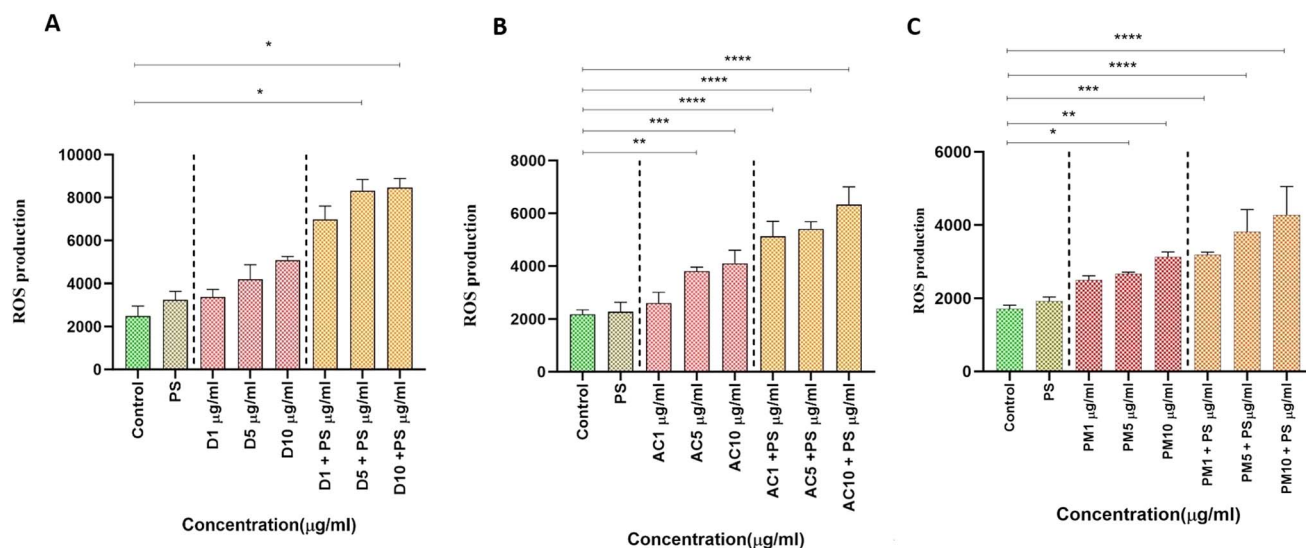 A
*
*
ROS production
10000
8000
6000
4000
2000
0
Control
PS
D1 μg/ml
D5 μg/ml
D10 μg/ml
D1 + PS μg/ml
D5 + PS μg/ml
D10 +PS μg/ml
Concentration(μg/ml)
B
****
****
****
***
**
ROS production
8000
6000
4000
2000
0
Control
PS
AC1 μg/ml
AC5 μg/ml
AC10 μg/ml
AC1 +PS μg/ml
AC5 +PS μg/ml
AC10 + PS μg/ml
Concentration(μg/ml)
C
****
****
***
**
*
ROS production
6000
4000
2000
0
Control
PS
PM1 μg/ml
PM5 μg/ml
PM10 μg/ml
PM1 + PS μg/ml
PM5 + PSμg/ml
PM10 + PS μg/ml
Concentration(μg/ml)